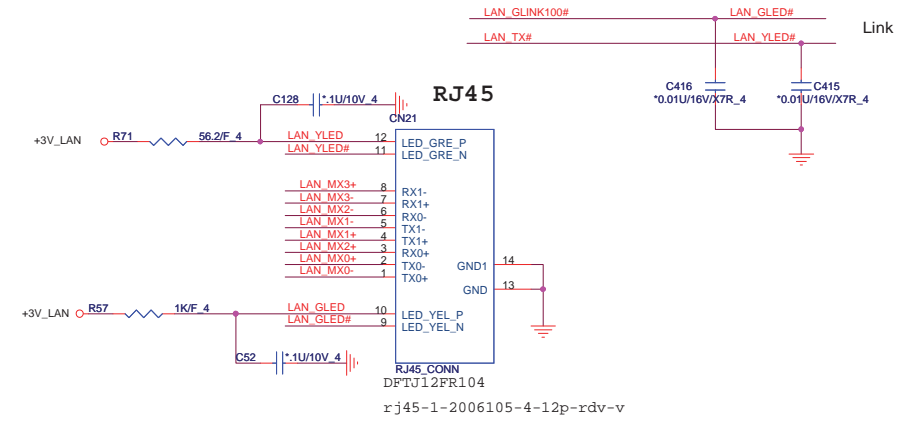 LAN_GLINK100# LAN_GLED#
Link
LAN_TX# LAN_YLED#
C416 C415
*0.01U/16V/X7R_4 *0.01U/16V/X7R_4
RJ45
C128 *.1U/10V_4
CN21
+3V_LAN R71 56.2/F_4 LAN_YLED 12 LED_GRE_P
LAN_YLED# 11 LED_GRE_N
LAN_MX3+ 8 RX1-
LAN_MX3- 7 RX1+
LAN_MX2- 6 RX0-
LAN_MX1- 5 TX1-
LAN_MX1+ 4 TX1+
LAN_MX2+ 3 RX0+
LAN_MX0+ 2 TX0- GND1 14
LAN_MX0- 1 TX0+
GND 13
+3V_LAN R57 1K/F_4 LAN_GLED 10 LED_YEL_P
LAN_GLED# 9 LED_YEL_N
C52 *.1U/10V_4
RJ45_CONN
DFTJ12FR104
rj45-1-2006105-4-12p-rdv-v